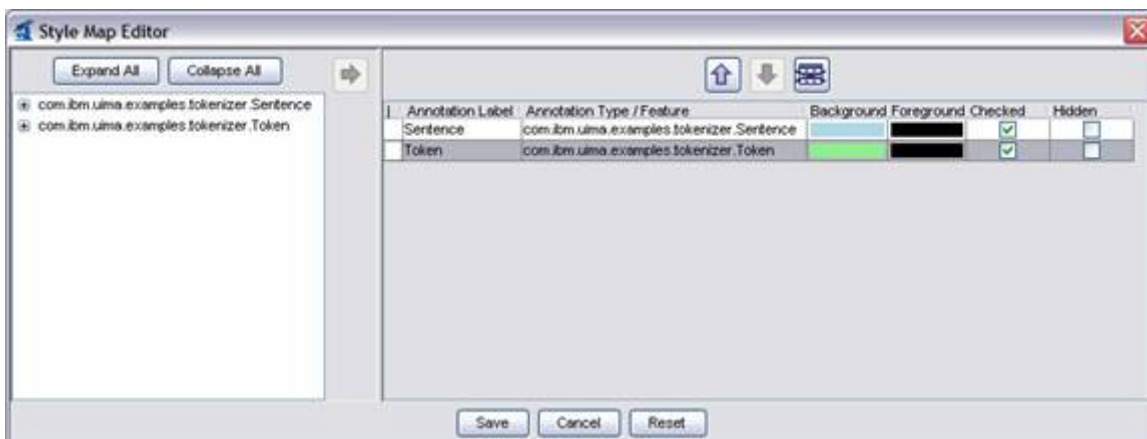 Style Map Editor
Expand All Collapse All
com.ibm.uima.examples.tokenizer.Sentence
com.ibm.uima.examples.tokenizer.Token
Annotation Label Annotation Type / Feature Background Foreground Checked Hidden
Sentence com.ibm.uima.examples.tokenizer.Sentence
Token com.ibm.uima.examples.tokenizer.Token
Save Cancel Reset